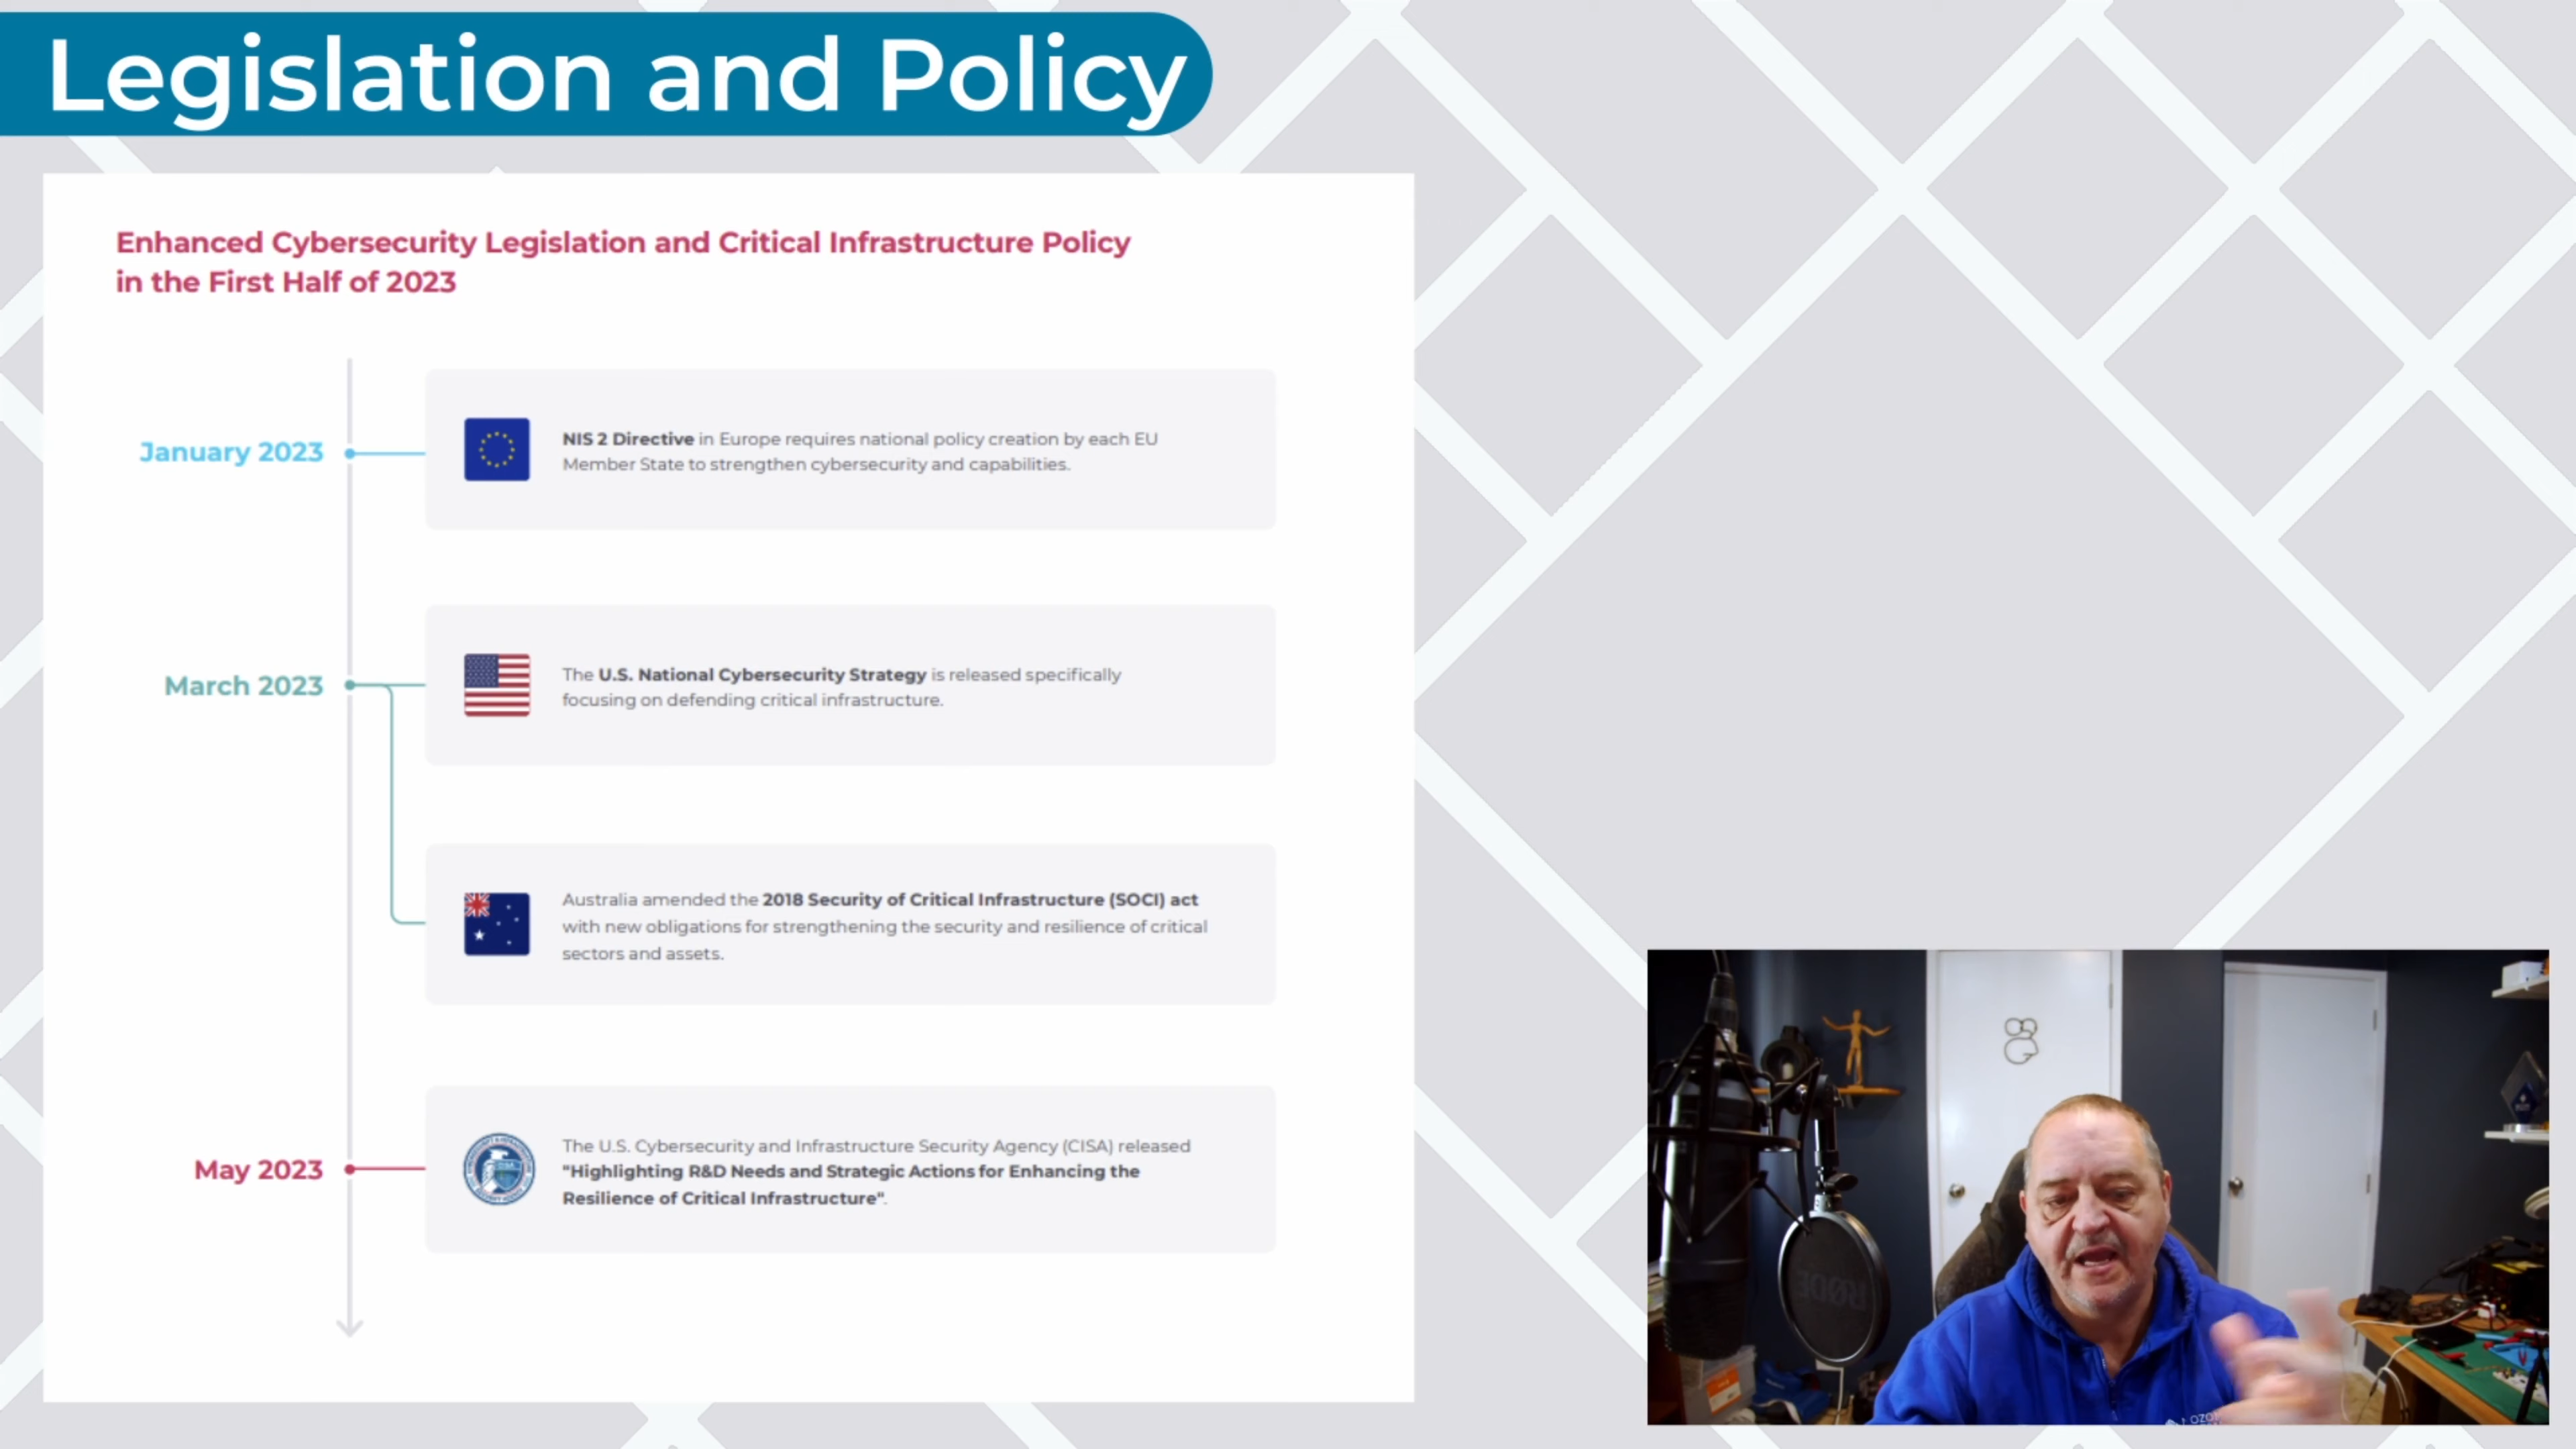 Legislation and Policy
Enhanced Cybersecurity Legislation and Critical Infrastructure Policy
in the First Half of 2023
January 2023
NIS 2 Directive in Europe requires national policy creation by each EU
Member State to strengthen cybersecurity and capabilities.
March 2023
The U.S. National Cybersecurity Strategy is released specifically
focusing on defending critical infrastructure.
Australia amended the 2018 Security of Critical Infrastructure (SOCI) act
with new obligations for strengthening the security and resilience of critical
sectors and assets.
May 2023
The U.S. Cybersecurity and Infrastructure Security Agency (CISA) released
"Highlighting R&D Needs and Strategic Actions for Enhancing the
Resilience of Critical Infrastructure".
RØDE